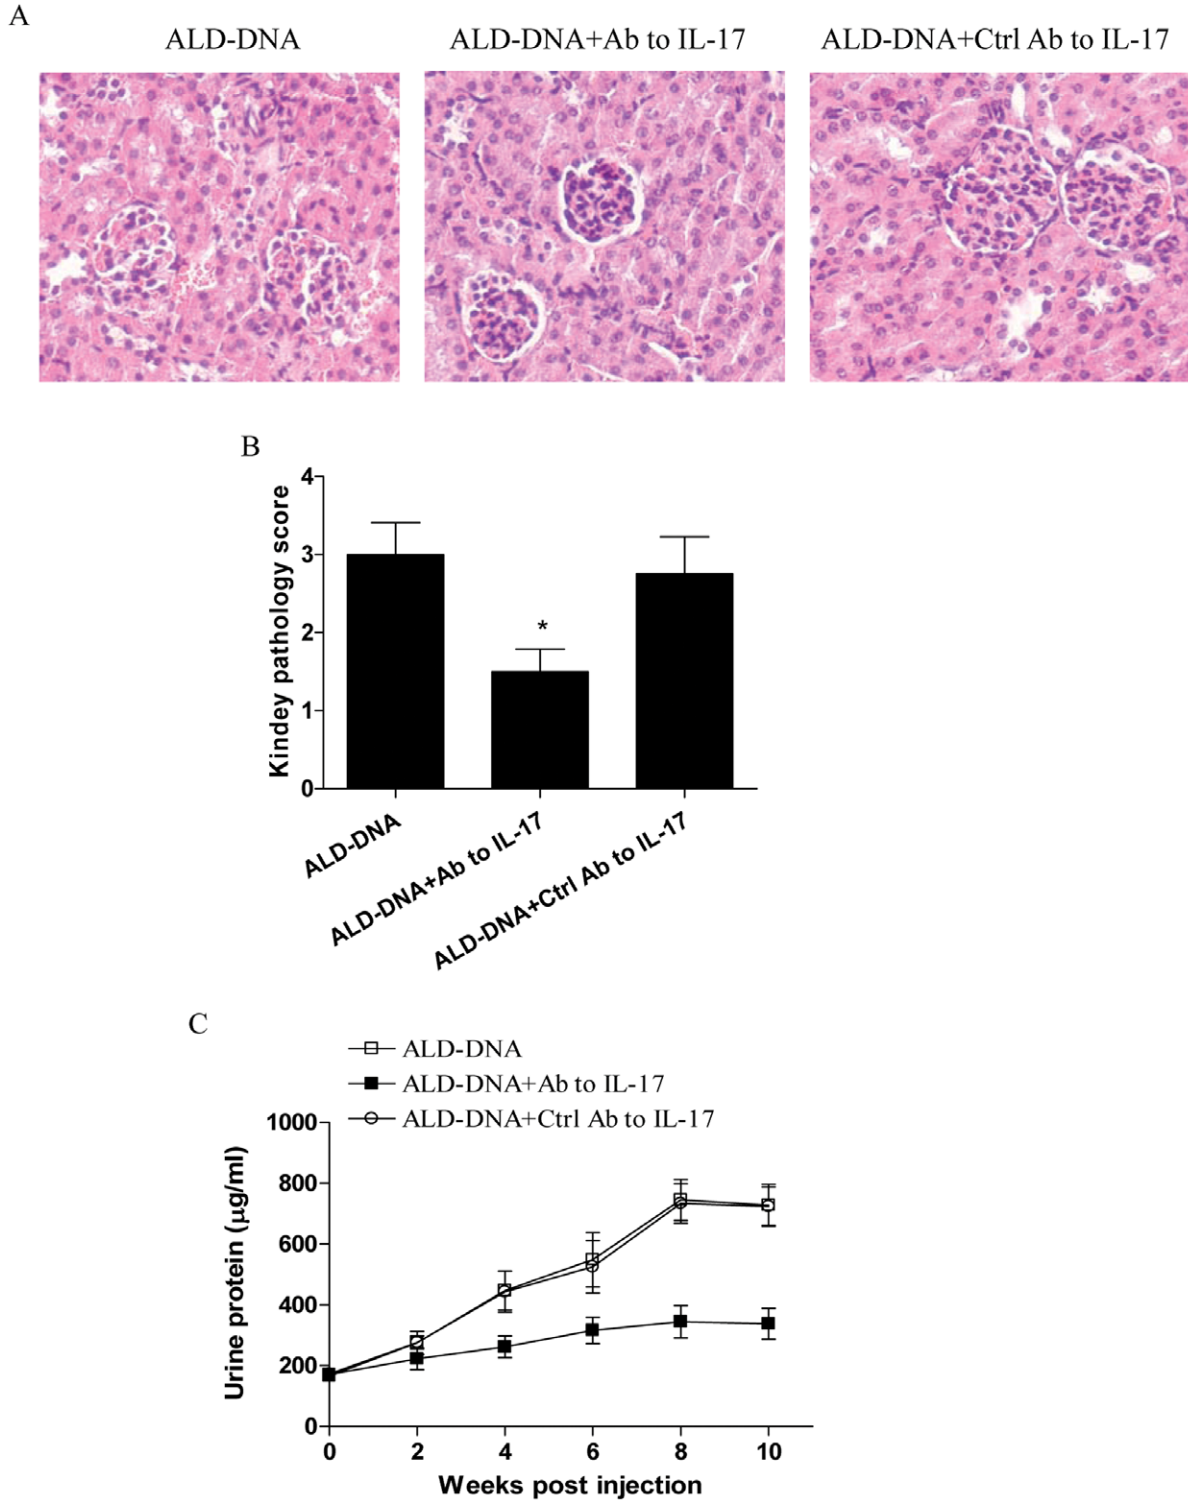 A
ALD-DNA
ALD-DNA+Ab to IL-17
ALD-DNA+Ctrl Ab to IL-17
B
Kindey pathology score
4
3
2
1
0
*
ALD-DNA
ALD-DNA+Ab to IL-17
ALD-DNA+Ctrl Ab to IL-17
C
ALD-DNA
ALD-DNA+Ab to IL-17
ALD-DNA+Ctrl Ab to IL-17
Urine protein (µg/ml)
1000
800
600
400
200
0
0 2 4 6 8 10
Weeks post injection